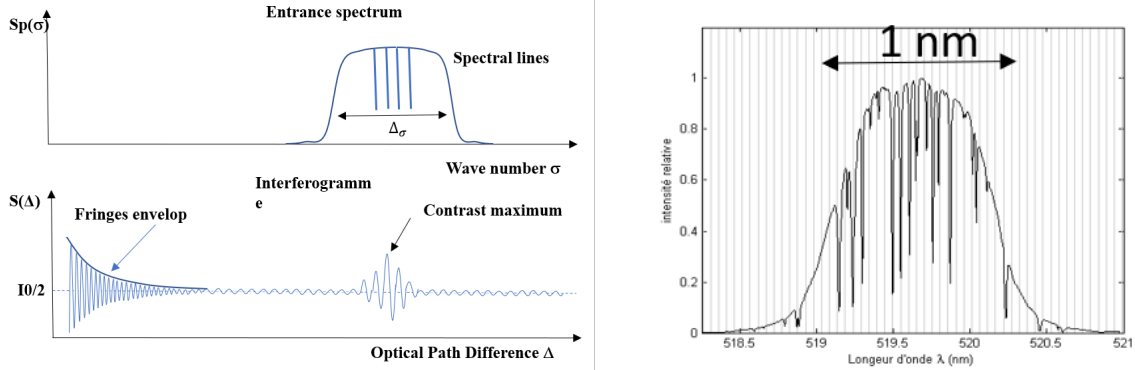 Entrance spectrum
Sp(σ)
Spectral lines
Δσ
Wave number σ
Interferogramm
e
S(Δ)
Fringes envelop
Contrast maximum
I0/2
Optical Path Difference Δ
1 nm
1
0.8
0.6
0.4
0.2
0
intensité relative
518.5 519 519.5 520 520.5 521
Longeur d'onde λ (nm)